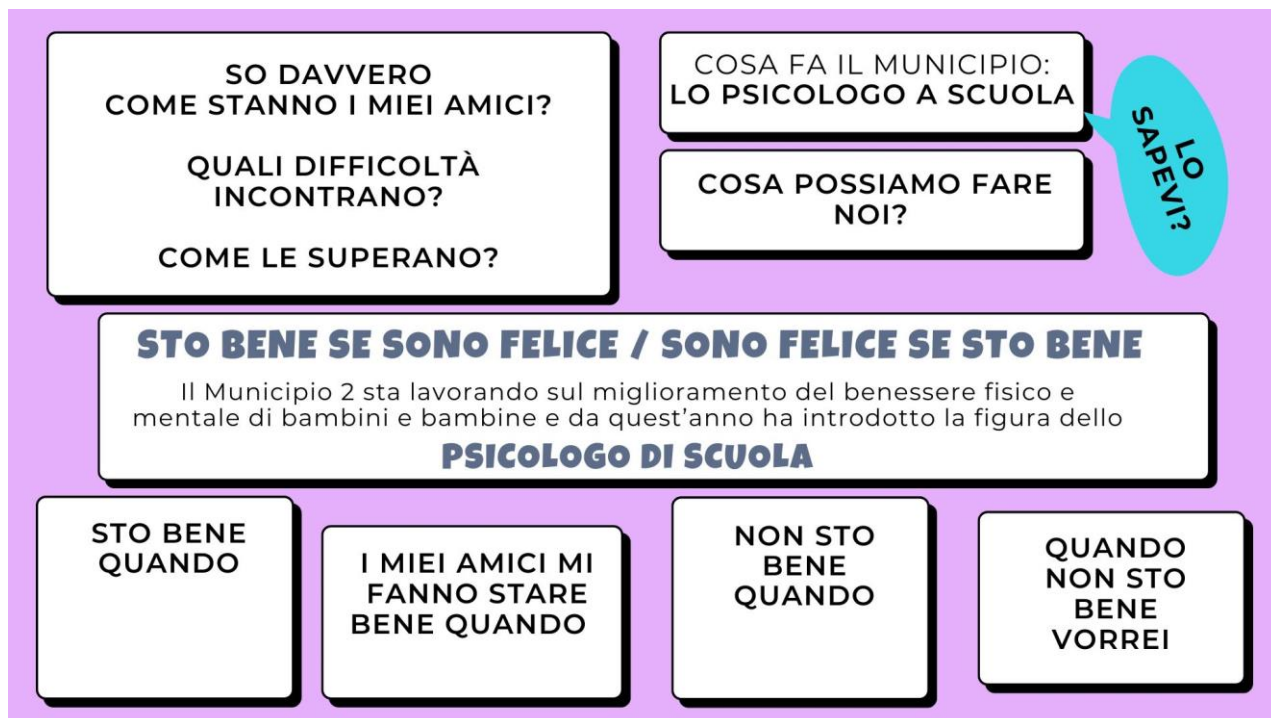 SO DAVVERO
COME STANNO I MIEI AMICI?
QUALI DIFFICOLTÀ
INCONTRANO?
COME LE SUPERANO?
COSA FA IL MUNICIPIO:
LO PSICOLOGO A SCUOLA
LO
SAPEVI?
COSA POSSIAMO FARE
NOI?
STO BENE SE SONO FELICE / SONO FELICE SE STO BENE
Il Municipio 2 sta lavorando sul miglioramento del benessere fisico e
mentale di bambini e bambine e da quest'anno ha introdotto la figura dello
PSICOLOGO DI SCUOLA
STO BENE
QUANDO
I MIEI AMICI MI
FANNO STARE
BENE QUANDO
NON STO
BENE
QUANDO
QUANDO
NON STO
BENE
VORREI